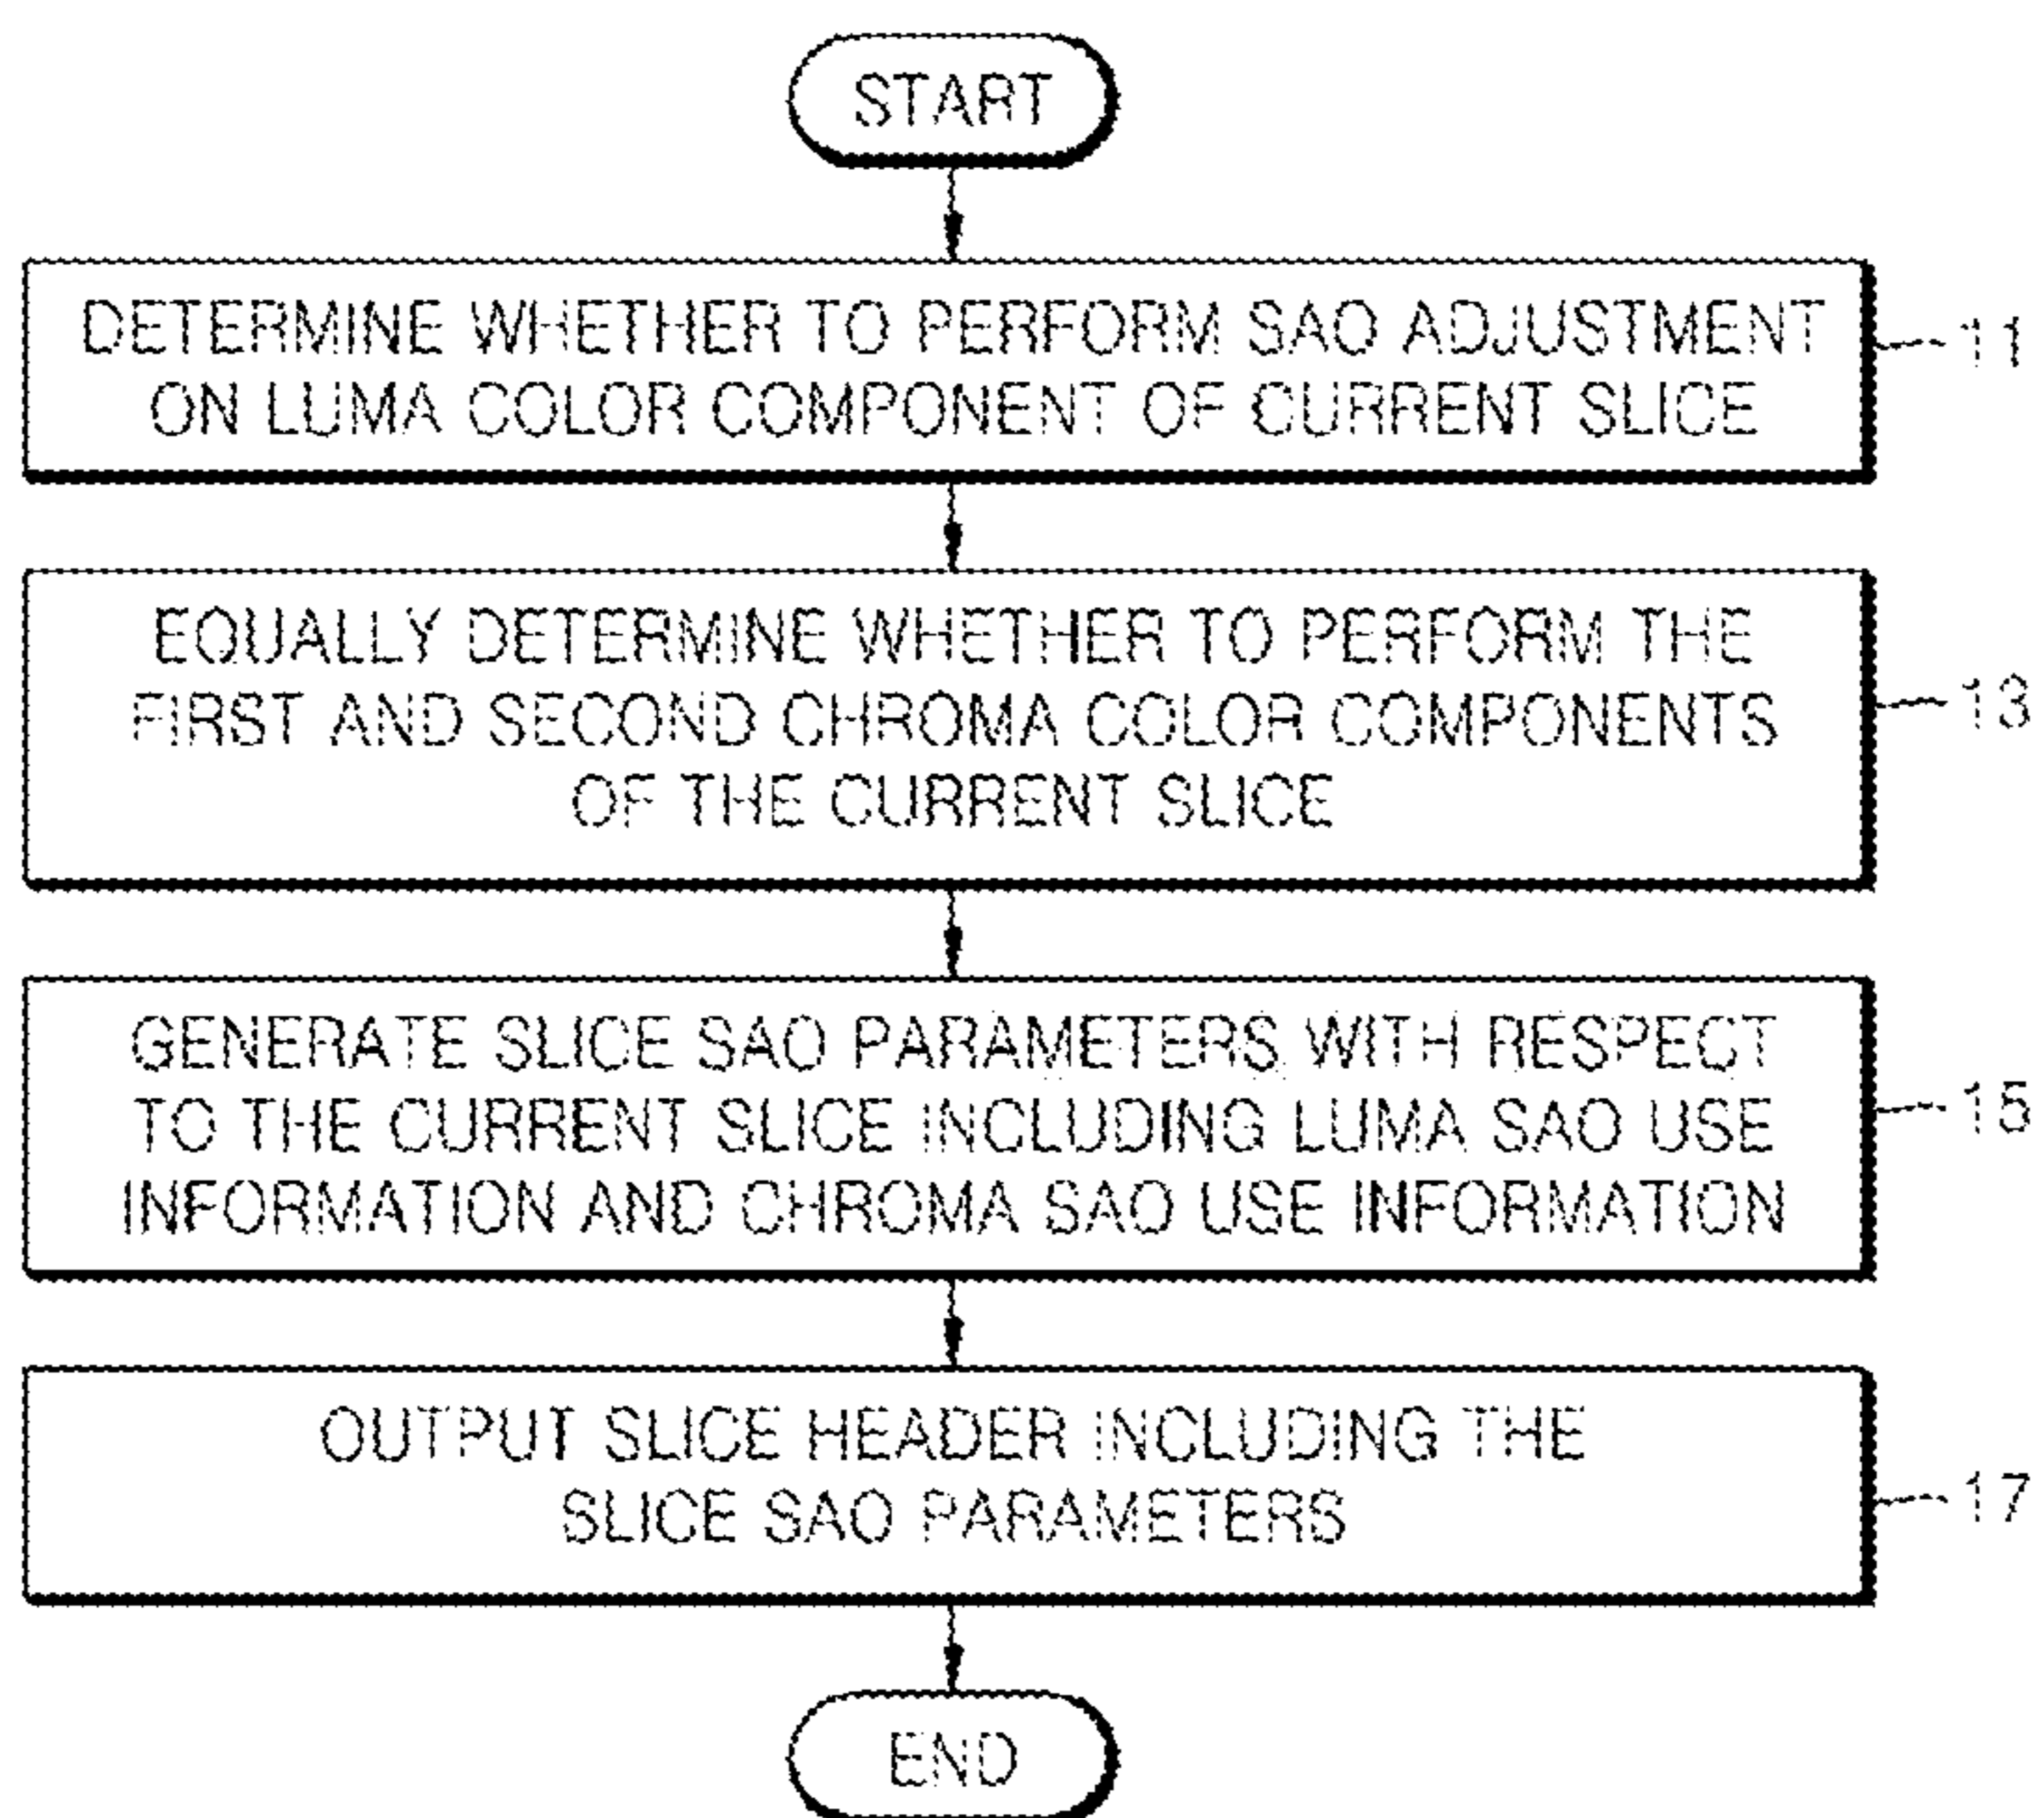 START
DETERMINE WHETHER TO PERFORM SAO ADJUSTMENT
ON LUMA COLOR COMPONENT OF CURRENT SLICE
11
EQUALLY DETERMINE WHETHER TO PERFORM THE
FIRST AND SECOND CHROMA COLOR COMPONENTS
OF THE CURRENT SLICE
13
GENERATE SLICE SAO PARAMETERS WITH RESPECT
TO THE CURRENT SLICE INCLUDING LUMA SAO USE
INFORMATION AND CHROMA SAO USE INFORMATION
15
OUTPUT SLICE HEADER INCLUDING THE
SLICE SAO PARAMETERS
17
END